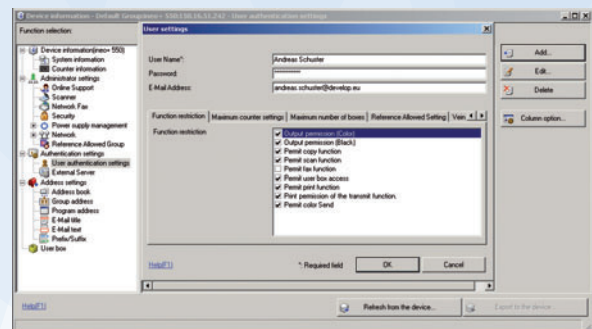 Device information - Default Group(neo+ 550):150.16.11.242 - User authentication settings
Function selection:
Device information(ineo+ 550)
System information
Counter information
Administrator settings
Online Support
Scanner
Network Fax
Security
Power supply management
Network
Reference Allowed Group
Authentication settings
User authentication settings
External Server
Address settings
Address book
Group address
Program address
E-Mail title
E-Mail text
Prefix/Suffix
User box
User settings
User Name*:
Andreas Schuster
Password:
E-Mail Address:
andreas.schuster@develop.eu
Function restriction
Maximum counter settings
Maximum number of boxes
Reference Allowed Setting
Vein
Function restriction
Output permission (Color)
Output permission (Black)
Permit copy function
Permit scan function
Permit fax function
Permit user box access
Permit print function
Print permission of the transmit function.
Permit color Send
Help(F1)
*: Required field
OK
Cancel
Add...
Edit...
Delete
Column option...
Help(F1)
Refresh from the device...
Export to the device...